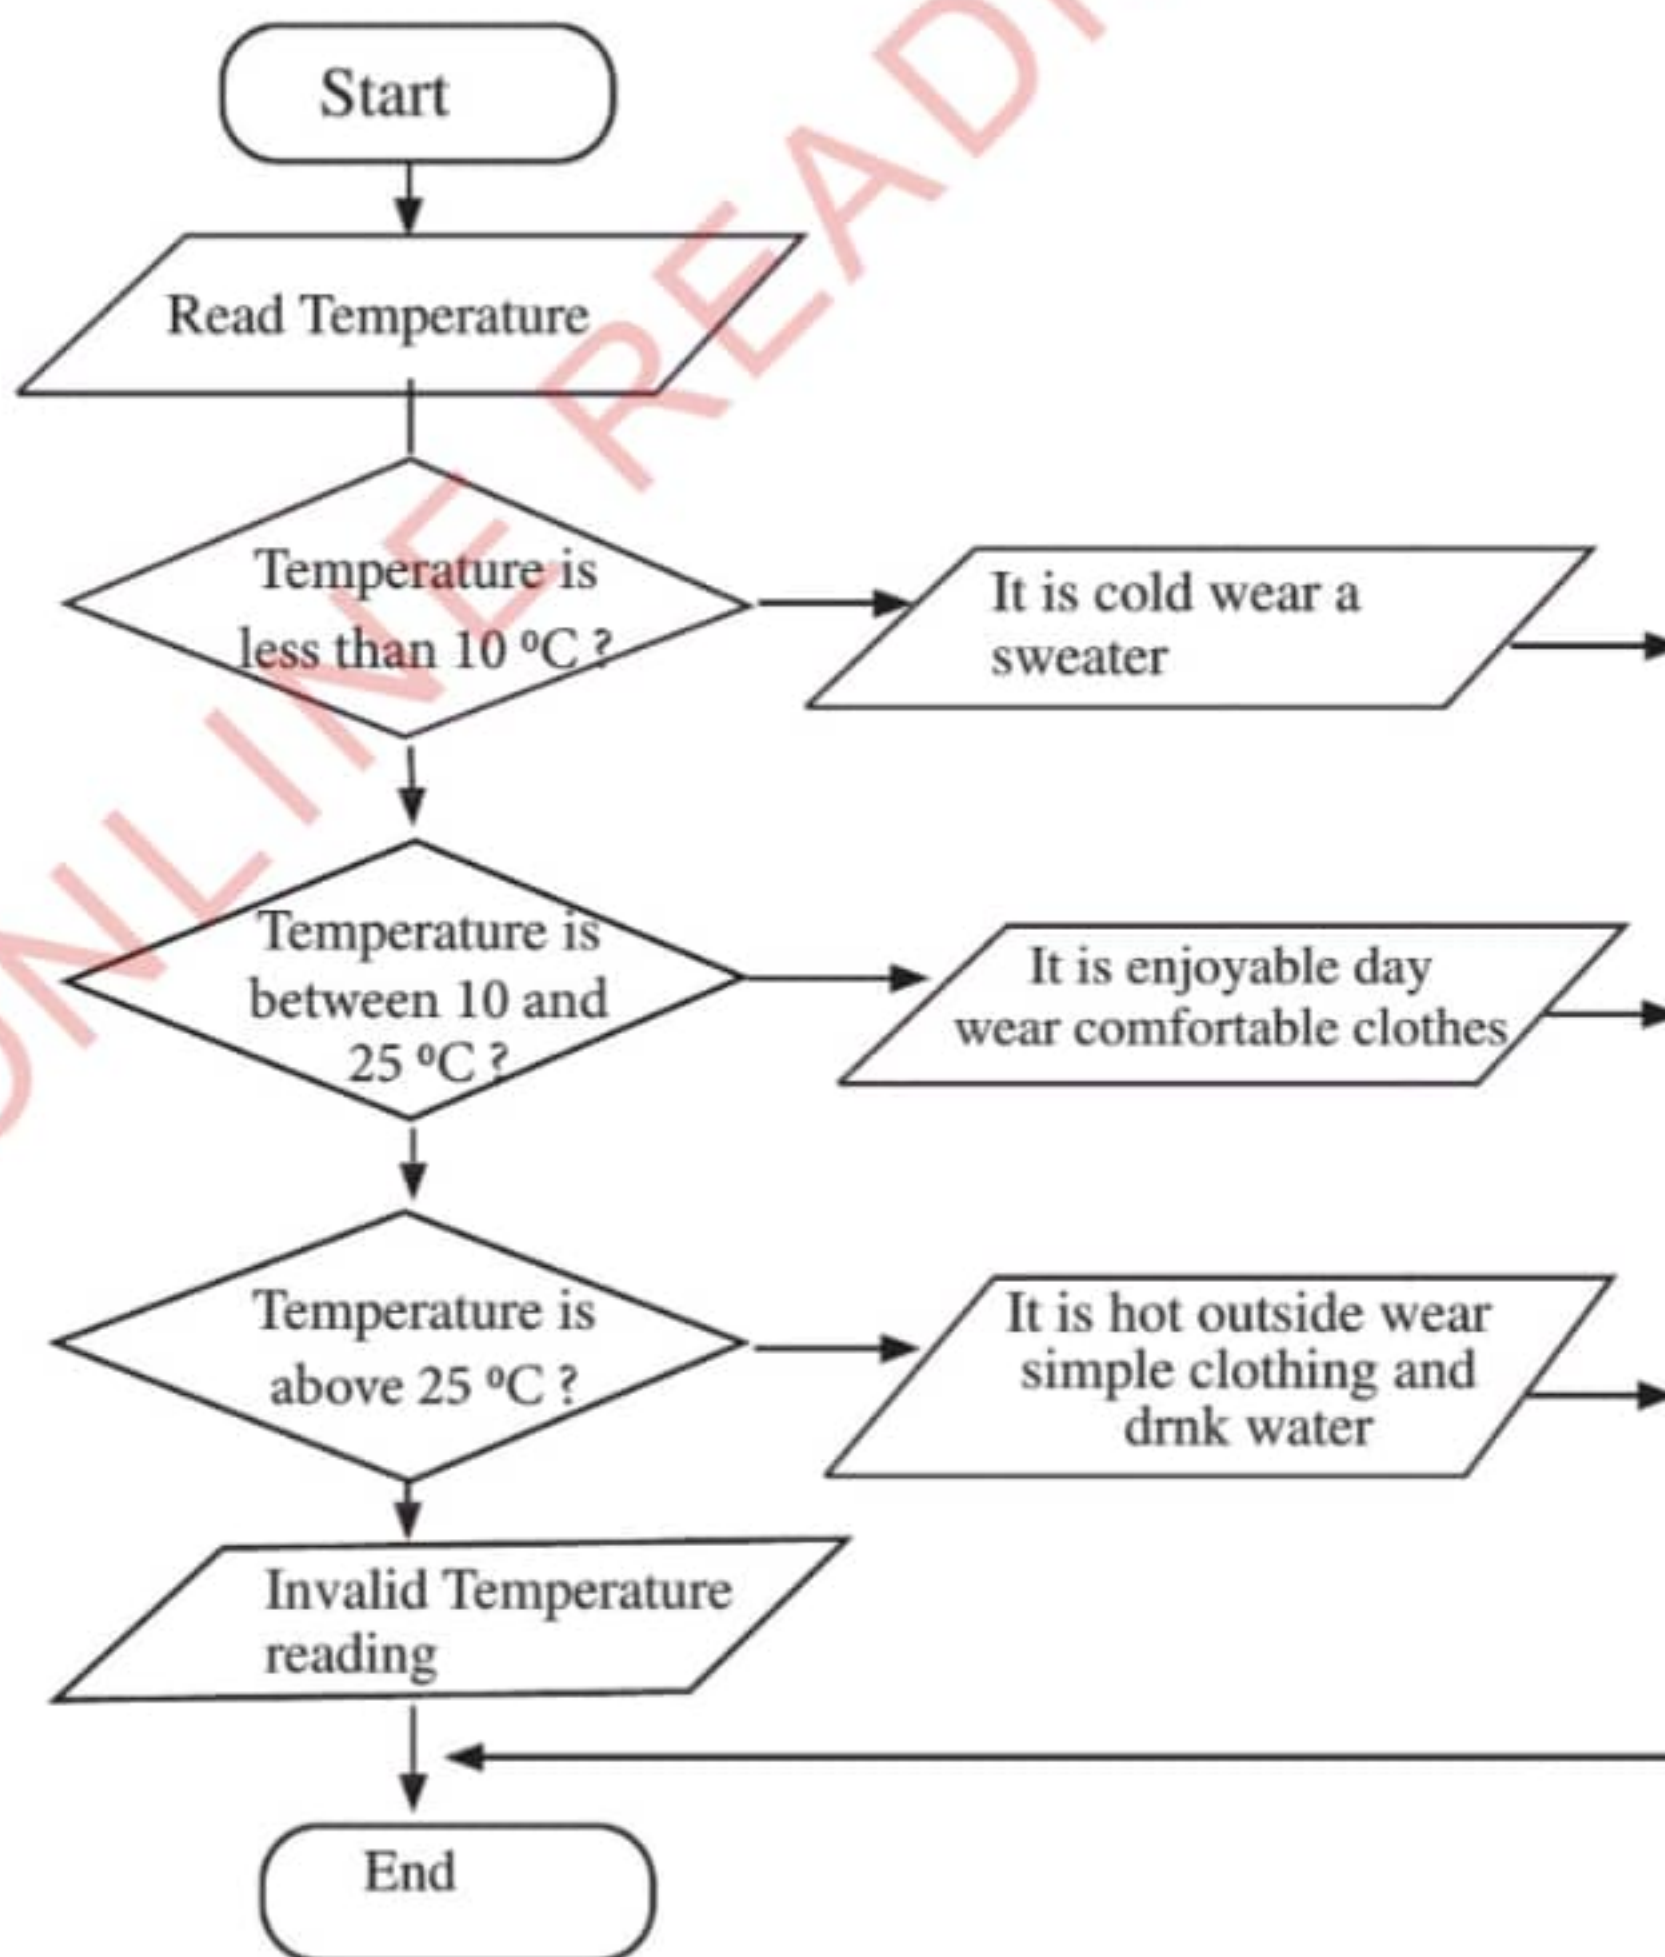 Start
Read Temperature
Temperature is
less than 10 ºC ?
It is cold wear a
sweater
Temperature is
between 10 and
25 ºC ?
It is enjoyable day
wear comfortable clothes
Temperature is
above 25 ºC ?
It is hot outside wear
simple clothing and
drnk water
Invalid Temperature
reading
End
ONLINE READ